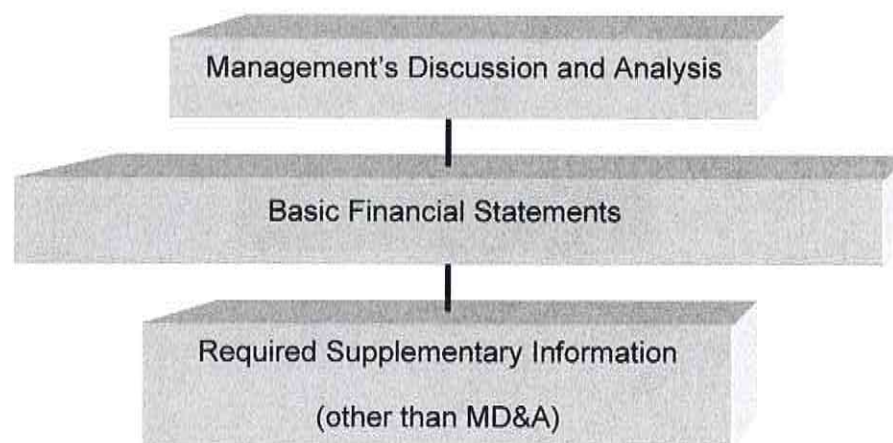 Management's Discussion and Analysis
Basic Financial Statements
Required Supplementary Information
(other than MD&A)